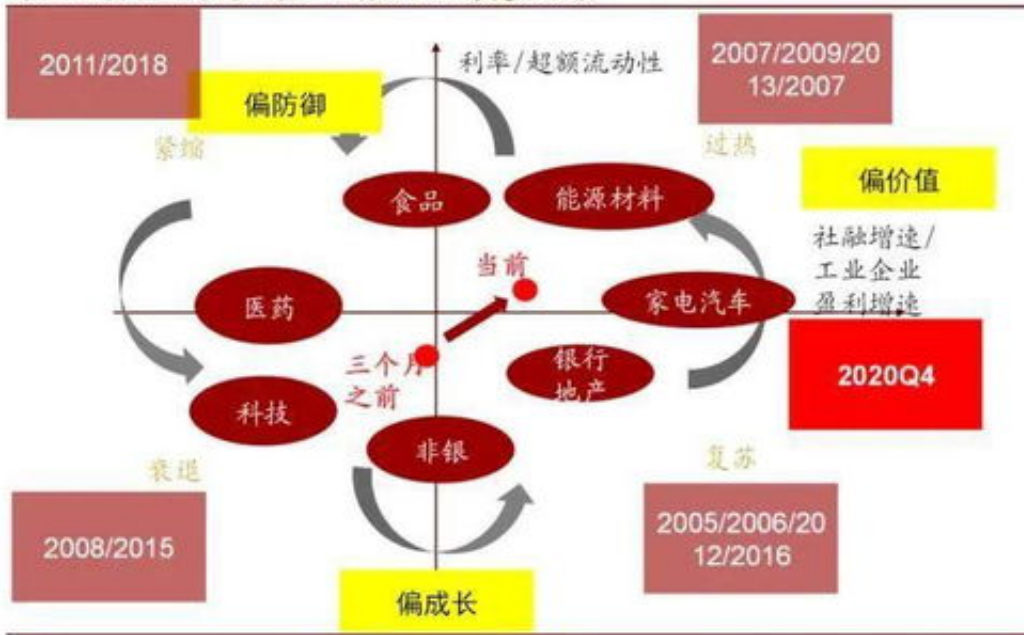 2011/2018
偏防御
利率/超额流动性
2007/2009/20
13/2007
紧缩
过热
偏价值
食品
能源材料
社融增速/
工业企业
盈利增速
当前
医药
家电汽车
三个月
之前
银行
地产
2020Q4
科技
非银
衰退
复苏
2008/2015
2005/2006/20
12/2016
偏成长